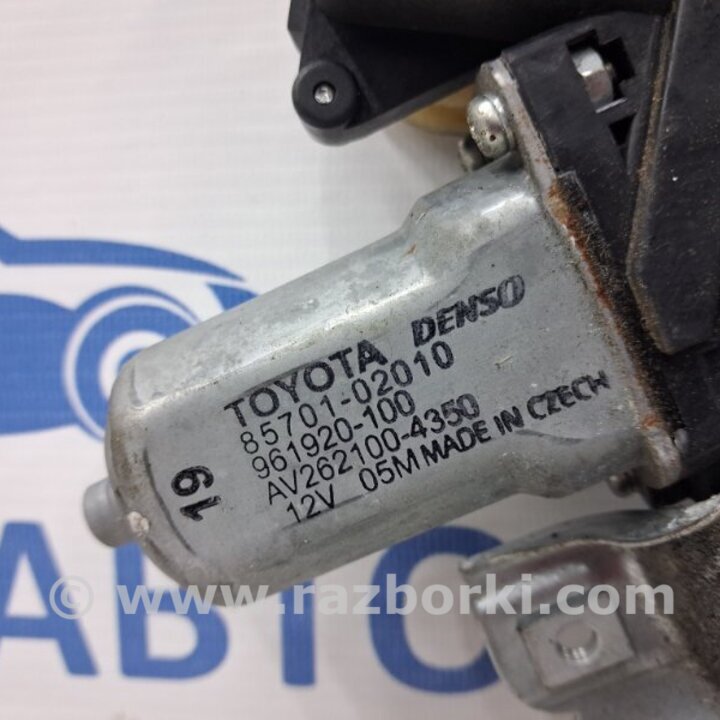 TOYOTA DENSO
85701-02010
961920-100
AV262100-4350
12V 05M MADE IN CZECH
19
© www.razborki.com
АВТО